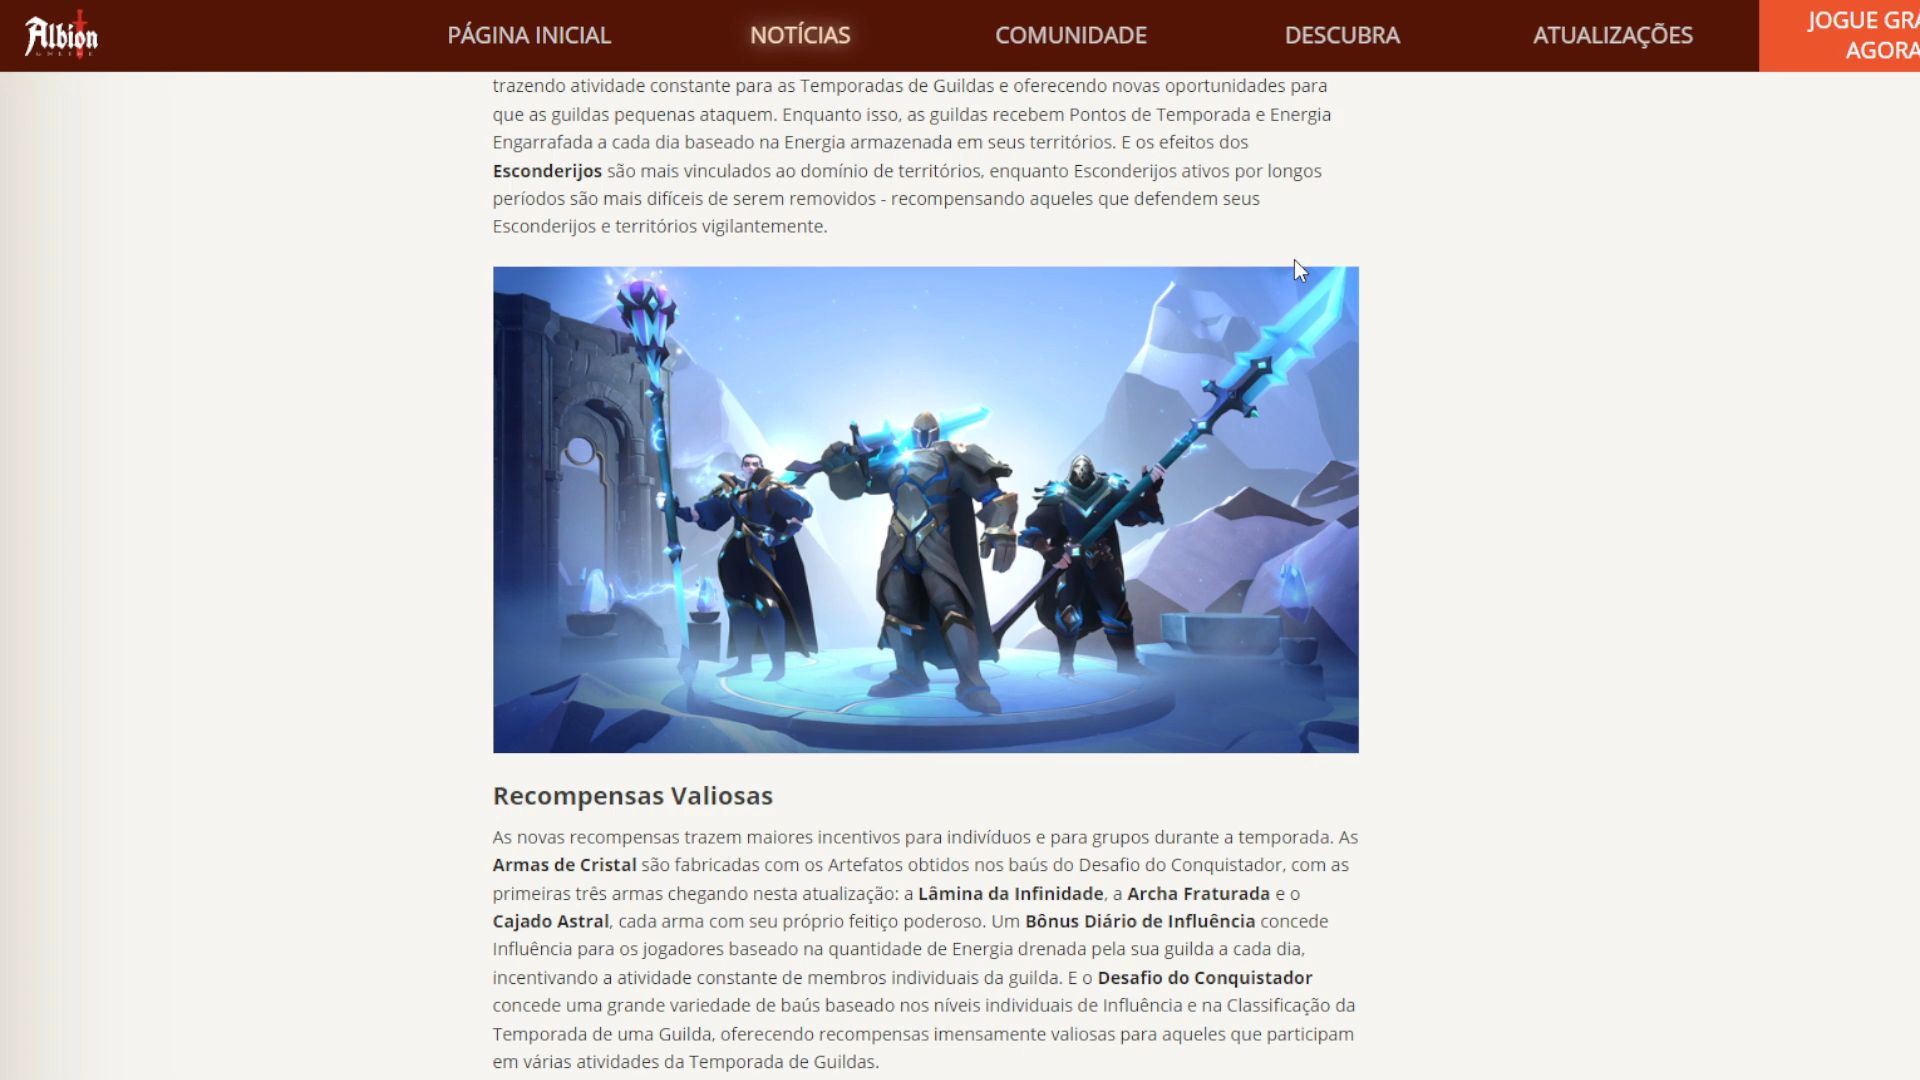 Albion
ONLINE
PÁGINA INICIAL
NOTÍCIAS
COMUNIDADE
DESCUBRA
ATUALIZAÇÕES
JOGUE GRÁ
AGORA
trazendo atividade constante para as Temporadas de Guildas e oferecendo novas oportunidades para
que as guildas pequenas ataquem. Enquanto isso, as guildas recebem Pontos de Temporada e Energia
Engarrafada a cada dia baseado na Energia armazenada em seus territórios. E os efeitos dos
Esconderijos são mais vinculados ao domínio de territórios, enquanto Esconderijos ativos por longos
períodos são mais difíceis de serem removidos - recompensando aqueles que defendem seus
Esconderijos e territórios vigilantemente.
Recompensas Valiosas
As novas recompensas trazem maiores incentivos para indivíduos e para grupos durante a temporada. As
Armas de Cristal são fabricadas com os Artefatos obtidos nos baús do Desafio do Conquistador, com as
primeiras três armas chegando nesta atualização: a Lâmina da Infinidade, a Archa Fraturada e o
Cajado Astral, cada arma com seu próprio feitiço poderoso. Um Bônus Diário de Influência concede
Influência para os jogadores baseado na quantidade de Energia drenada pela sua guilda a cada dia,
incentivando a atividade constante de membros individuais da guilda. E o Desafio do Conquistador
concede uma grande variedade de baús baseado nos níveis individuais de Influência e na Classificação da
Temporada de uma Guilda, oferecendo recompensas imensamente valiosas para aqueles que participam
em várias atividades da Temporada de Guildas.